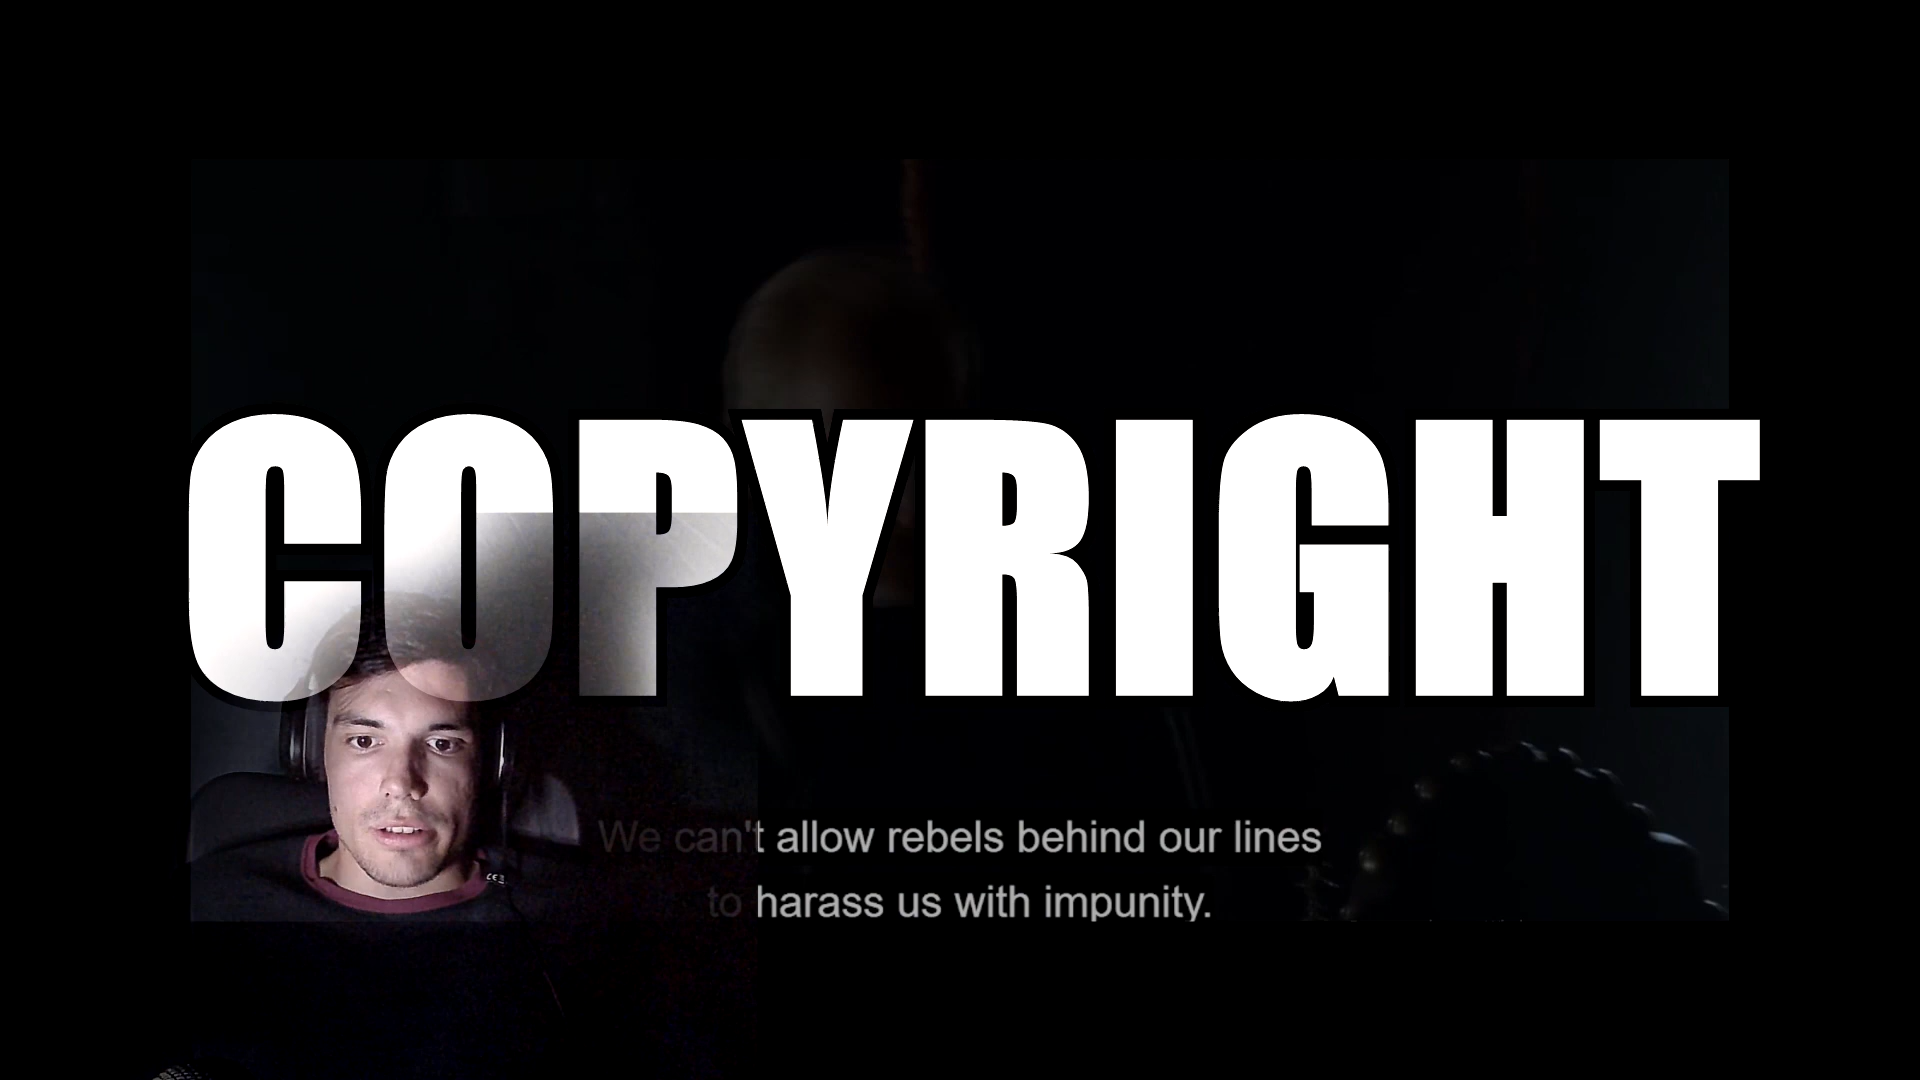 COPYRIGHT
We can't allow rebels behind our lines
to harass us with impunity.